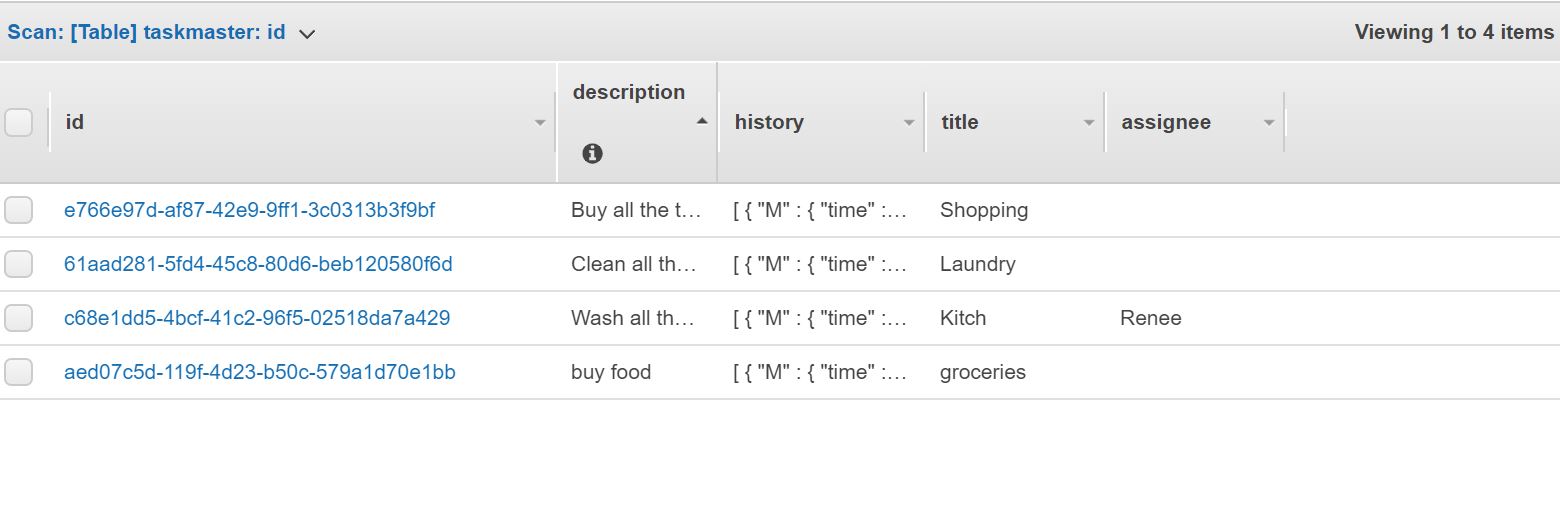 Scan: [Table] taskmaster: id
Viewing 1 to 4 items
id description history title assignee
e766e97d-af87-42e9-9ff1-3c0313b3f9bf Buy all the t… [ { "M" : { "time" :… Shopping
61aad281-5fd4-45c8-80d6-beb120580f6d Clean all th… [ { "M" : { "time" :… Laundry
c68e1dd5-4bcf-41c2-96f5-02518da7a429 Wash all th… [ { "M" : { "time" :… Kitch Renee
aed07c5d-119f-4d23-b50c-579a1d70e1bb buy food [ { "M" : { "time" :… groceries